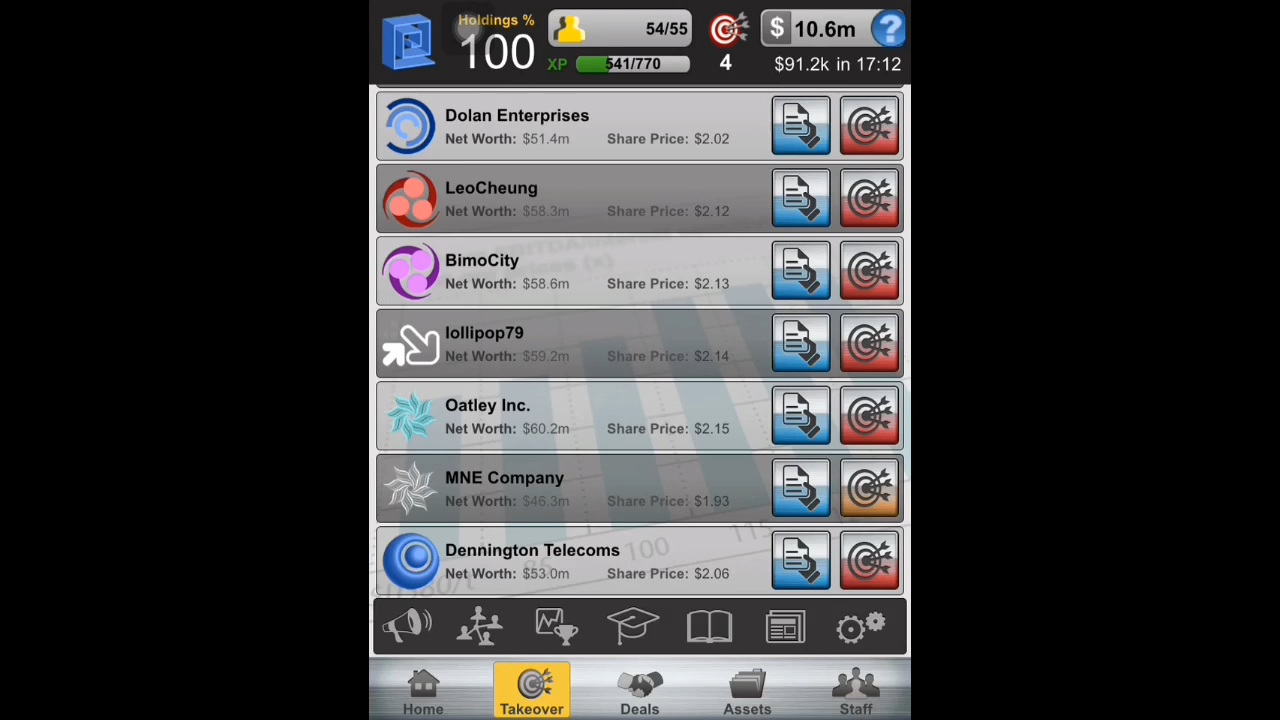 Holdings %
100
54/55
XP 541/770
4
$ 10.6m ?
$91.2k in 17:12
Dolan Enterprises
Net Worth: $51.4m Share Price: $2.02
LeoCheung
Net Worth: $58.3m Share Price: $2.12
BimoCity
Net Worth: $58.6m Share Price: $2.13
lollipop79
Net Worth: $59.2m Share Price: $2.14
Oatley Inc.
Net Worth: $60.2m Share Price: $2.15
MNE Company
Net Worth: $46.3m Share Price: $1.93
Dennington Telecoms
Net Worth: $53.0m Share Price: $2.06
85 100 115
Home Takeover Deals Assets Staff